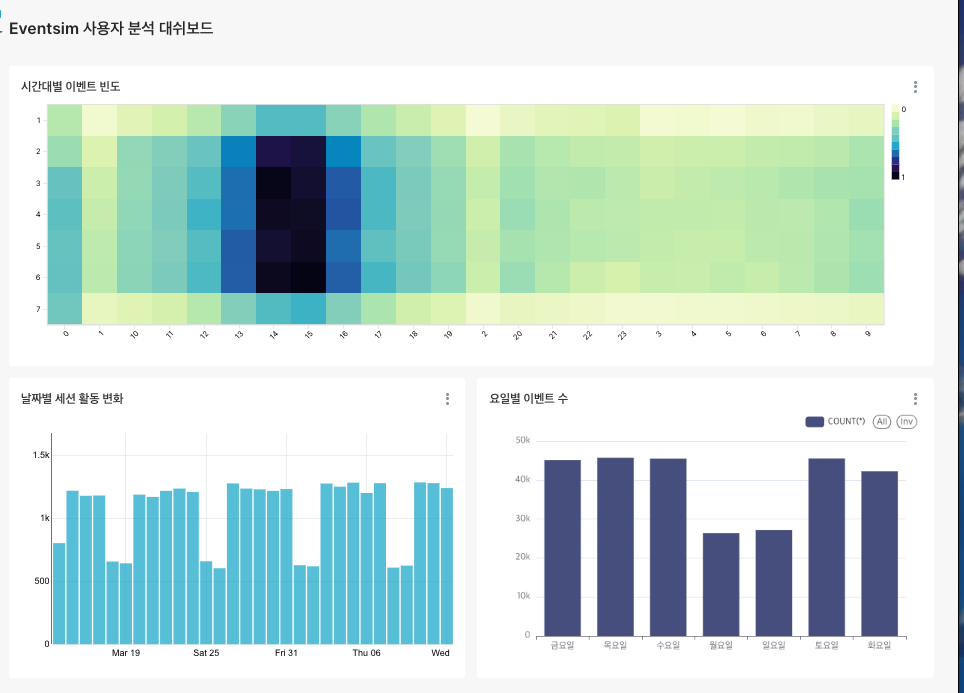 Eventsim 사용자 분석 대쉬보드
시간대별 이벤트 빈도
1
2
3
4
5
6
7
0 1 10 11 12 13 14 15 16 17 18 19 2 20 21 22 23 3 4 5 6 7 8 9
0
1
날짜별 세션 활동 변화
1.5k
1k
500
0
Mar 19 Sat 25 Fri 31 Thu 06 Wed
요일별 이벤트 수
COUNT(*) All Inv
50k
40k
30k
20k
10k
0
금요일 목요일 수요일 월요일 일요일 토요일 화요일